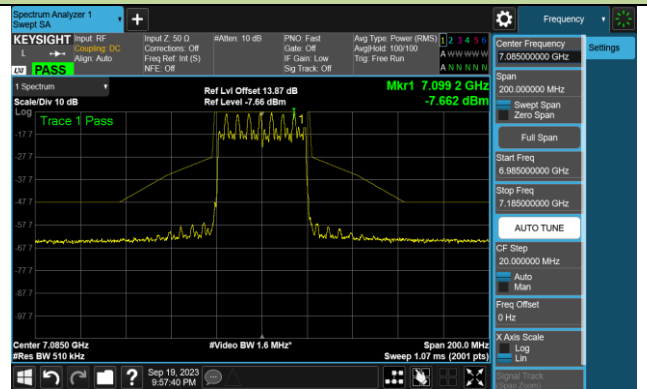 Spectrum Analyzer 1
Swept SA
+
Frequency
KEYSIGHT
Input: RF
Coupling: DC
Align: Auto
Input Z: 50 Ω
Corrections: Off
Freq Ref: Int (S)
NFE: Off
#Atten: 10 dB
PNO: Fast
Gate: Off
IF Gain: Low
Sig Track: Off
Avg Type: Power (RMS)
Avg|Hold: 100/100
Trig: Free Run
1 2 3 4 5 6
A W W W W W
A N N N N N
L
LXI
PASS
1 Spectrum
Scale/Div 10 dB
Ref Lvl Offset 13.87 dB
Ref Level -7.66 dBm
Mkr1 7.099 2 GHz
-7.662 dBm
Log
Trace 1 Pass
1
-17.7
-27.7
-37.7
-47.7
-57.7
-67.7
-77.7
-87.7
-97.7
Center 7.0850 GHz
#Video BW 1.6 MHz*
Span 200.0 MHz
#Res BW 510 kHz
Sweep 1.07 ms (2001 pts)
Sep 19, 2023
9:57:40 PM
Center Frequency
7.085000000 GHz
Settings
Span
200.000000 MHz
Swept Span
Zero Span
Full Span
Start Freq
6.985000000 GHz
Stop Freq
7.185000000 GHz
AUTO TUNE
CF Step
20.000000 MHz
Auto
Man
Freq Offset
0 Hz
X Axis Scale
Log
Lin
Signal Track
(Span Zoom)